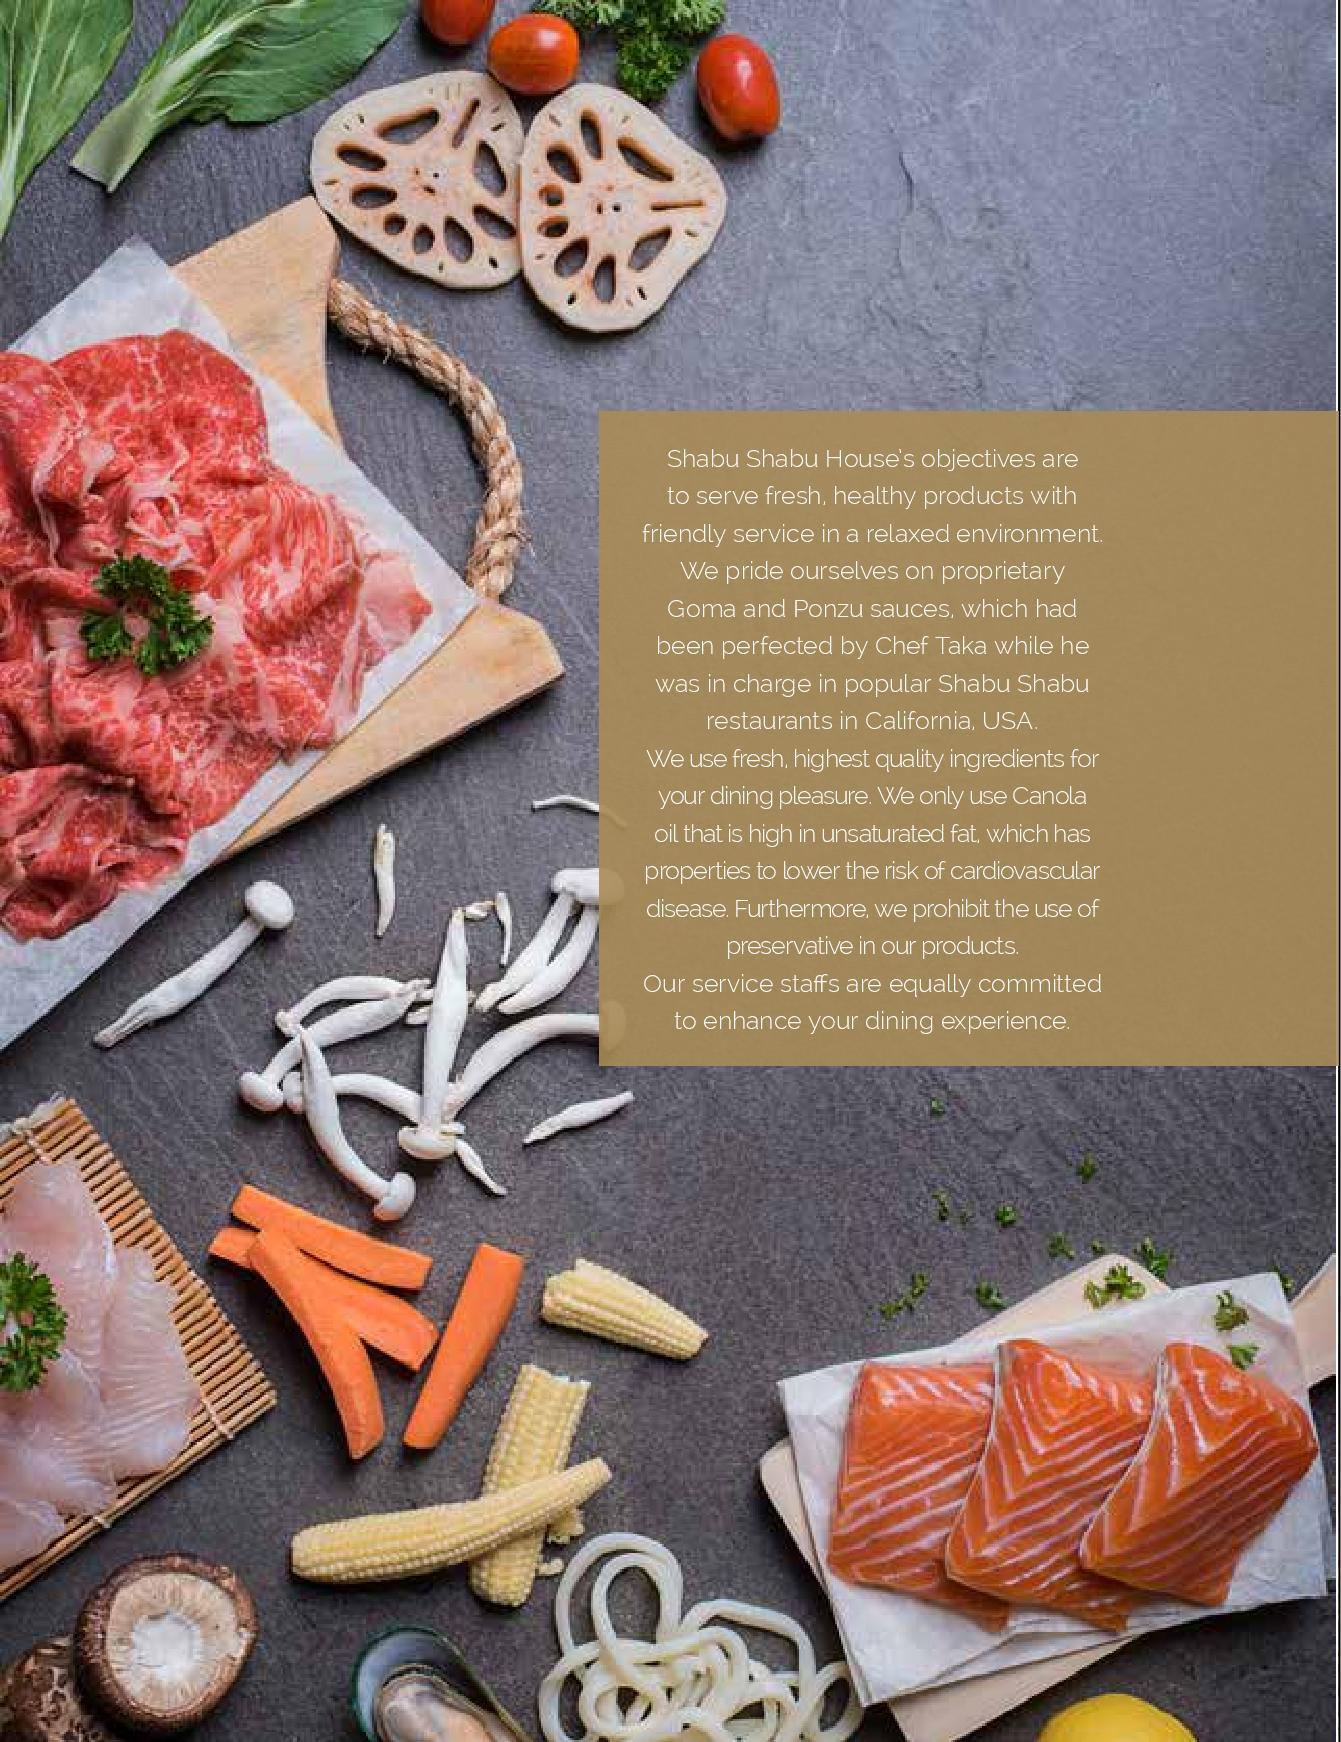 Shabu Shabu House's objectives are
to serve fresh, healthy products with
friendly service in a relaxed environment.
We pride ourselves on proprietary
Goma and Ponzu sauces, which had
been perfected by Chef Taka while he
was in charge in popular Shabu Shabu
restaurants in California, USA.
We use fresh, highest quality ingredients for
your dining pleasure. We only use Canola
oil that is high in unsaturated fat, which has
properties to lower the risk of cardiovascular
disease. Furthermore, we prohibit the use of
preservative in our products.
Our service staffs are equally committed
to enhance your dining experience.